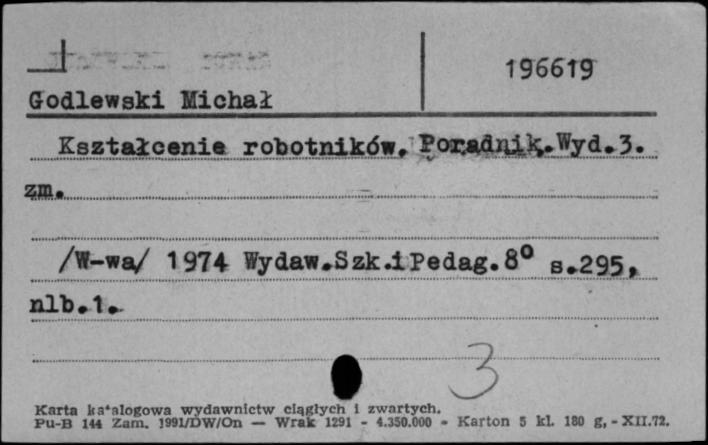 196619
Godlewski Michał
Kształcenie robotników. Poradnik.Wyd.3.
zm.
/W-wa/ 1974 Wydaw.Szk.iPedag.8° s.295,
nlb.1.
3
Karta katalogowa wydawnictw ciągłych i zwartych.
Pu-B 144 Zam. 1991/DW/On — Wrak 1291 - 4.350.000 - Karton 5 kl. 180 g, - XII.72.